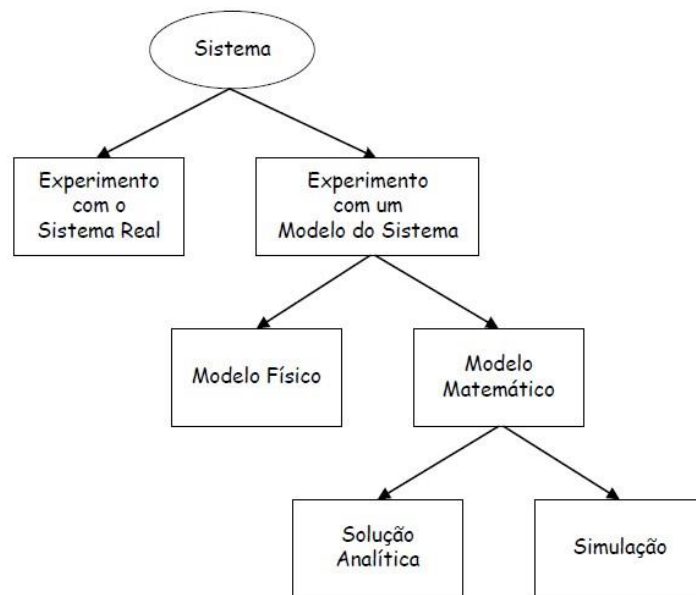 Sistema
Experimento
com o
Sistema Real
Experimento
com um
Modelo do Sistema
Modelo Físico
Modelo
Matemático
Solução
Analítica
Simulação